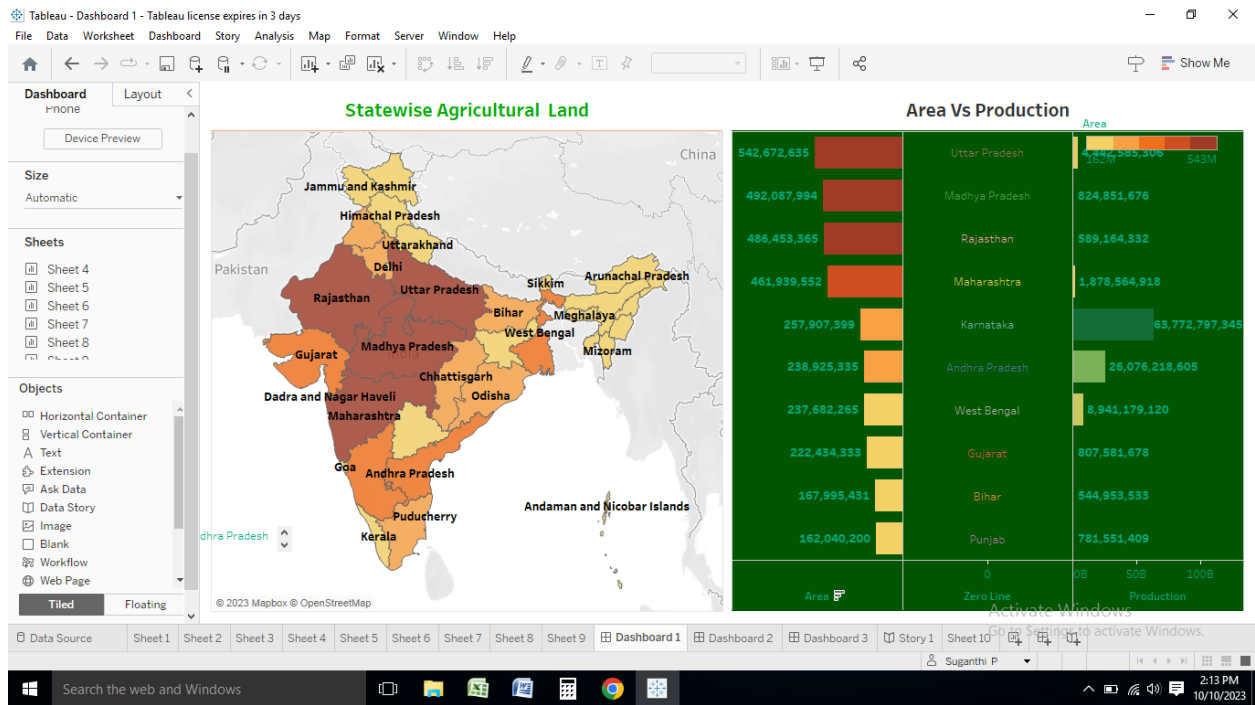 Tableau - Dashboard 1 - Tableau license expires in 3 days
File Data Worksheet Dashboard Story Analysis Map Format Server Window Help
Show Me
Dashboard Layout
Phone
Device Preview
Size
Automatic
Sheets
Sheet 4
Sheet 5
Sheet 6
Sheet 7
Sheet 8
Objects
Horizontal Container
Vertical Container
Text
Extension
Ask Data
Data Story
Image
Blank
Workflow
Web Page
Tiled Floating
Statewise Agricultural Land
China
Jammu and Kashmir
Himachal Pradesh
Uttarakhand
Pakistan
Delhi
Arunachal Pradesh
Sikkim
Uttar Pradesh
Rajasthan
Bihar
Meghalaya
West Bengal
Madhya Pradesh
India
Mizoram
Gujarat
Chhattisgarh
Dadra and Nagar Haveli
Odisha
Maharashtra
Goa
Andhra Pradesh
Andaman and Nicobar Islands
Puducherry
Kerala
dhra Pradesh
© 2023 Mapbox © OpenStreetMap
Area Vs Production
Area
162M 543M
542,672,635 Uttar Pradesh 4,442,585,306
492,087,994 Madhya Pradesh 824,851,676
486,453,365 Rajasthan 589,164,332
461,939,552 Maharashtra 1,878,564,918
257,907,399 Karnataka 63,772,797,345
238,925,335 Andhra Pradesh 26,076,218,605
237,682,265 West Bengal 8,941,179,120
222,434,333 Gujarat 807,581,678
167,995,431 Bihar 544,953,533
162,040,200 Punjab 781,551,409
0 0B 50B 100B
Area Zero Line Production
Activate Windows
Go to Settings to activate Windows.
Data Source Sheet 1 Sheet 2 Sheet 3 Sheet 4 Sheet 5 Sheet 6 Sheet 7 Sheet 8 Sheet 9 Dashboard 1 Dashboard 2 Dashboard 3 Story 1 Sheet 10
Suganthi P
Search the web and Windows
2:13 PM
10/10/2023